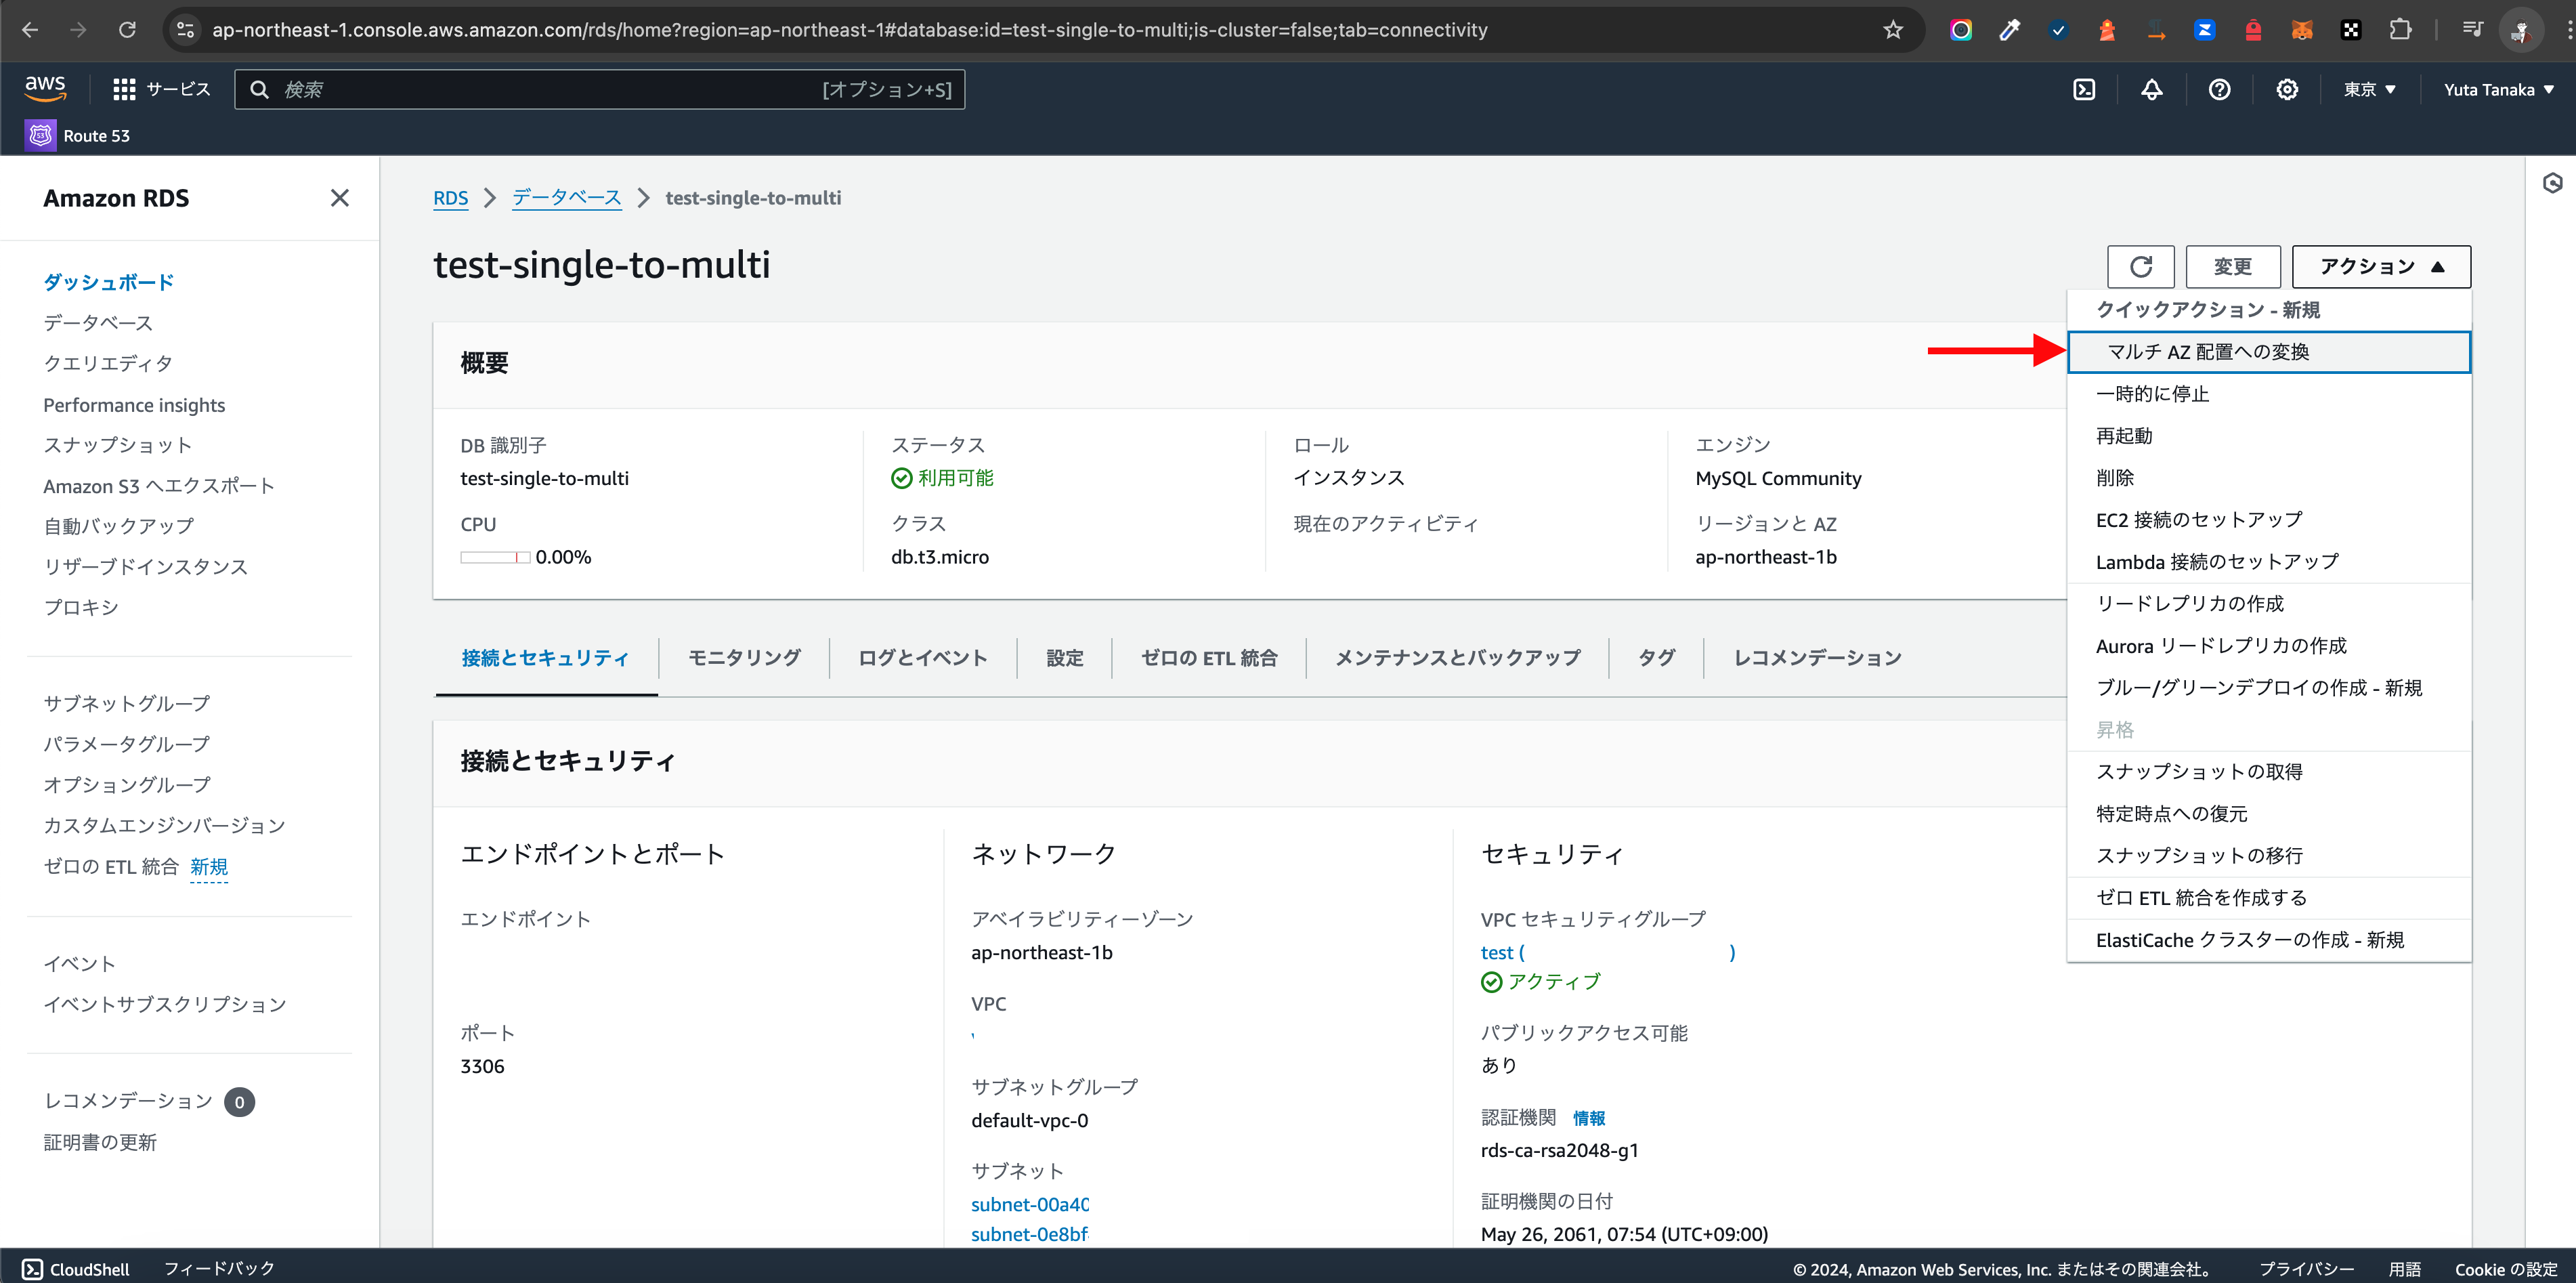 ap-northeast-1.console.aws.amazon.com/rds/home?region=ap-northeast-1#database:id=test-single-to-multi;is-cluster=false;tab=connectivity
aws
サービス
検索
[オプション+S]
東京
Yuta Tanaka
Route 53
Amazon RDS
ダッシュボード
データベース
クエリエディタ
Performance insights
スナップショット
Amazon S3 へエクスポート
自動バックアップ
リザーブドインスタンス
プロキシ
サブネットグループ
パラメータグループ
オプショングループ
カスタムエンジンバージョン
ゼロの ETL 統合 新規
イベント
イベントサブスクリプション
レコメンデーション 0
証明書の更新
RDS > データベース > test-single-to-multi
test-single-to-multi
変更
アクション
クイックアクション - 新規
マルチ AZ 配置への変換
一時的に停止
再起動
削除
EC2 接続のセットアップ
Lambda 接続のセットアップ
リードレプリカの作成
Aurora リードレプリカの作成
ブルー/グリーンデプロイの作成 - 新規
昇格
スナップショットの取得
特定時点への復元
スナップショットの移行
ゼロ ETL 統合を作成する
ElastiCache クラスターの作成 - 新規
概要
DB 識別子
test-single-to-multi
CPU
0.00%
ステータス
利用可能
クラス
db.t3.micro
ロール
インスタンス
現在のアクティビティ
エンジン
MySQL Community
リージョンと AZ
ap-northeast-1b
接続とセキュリティ
モニタリング
ログとイベント
設定
ゼロの ETL 統合
メンテナンスとバックアップ
タグ
レコメンデーション
接続とセキュリティ
エンドポイントとポート
エンドポイント
ポート
3306
ネットワーク
アベイラビリティーゾーン
ap-northeast-1b
VPC
サブネットグループ
default-vpc-0
サブネット
subnet-00a40
subnet-0e8bf
セキュリティ
VPC セキュリティグループ
test ( )
アクティブ
パブリックアクセス可能
あり
認証機関 情報
rds-ca-rsa2048-g1
証明機関の日付
May 26, 2061, 07:54 (UTC+09:00)
CloudShell
フィードバック
© 2024, Amazon Web Services, Inc. またはその関連会社。
プライバシー
用語
Cookie の設定